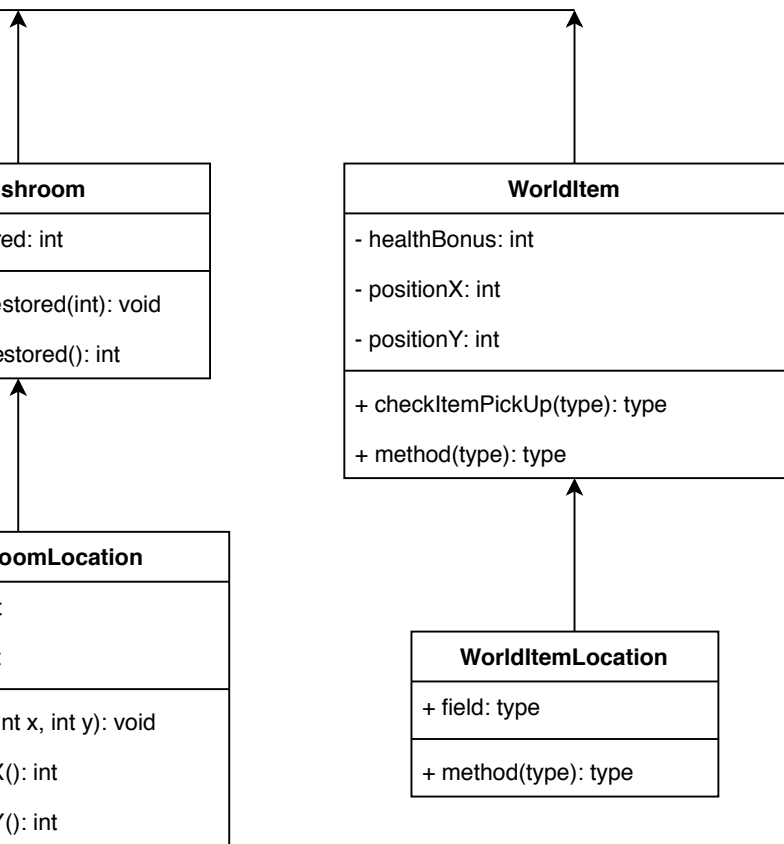 shroom
red: int
estored(int): void
estored(): int
WorldItem
- healthBonus: int
- positionX: int
- positionY: int
+ checkItemPickUp(type): type
+ method(type): type
oomLocation
nt x, int y): void
X(): int
Y(): int
WorldItemLocation
+ field: type
+ method(type): type